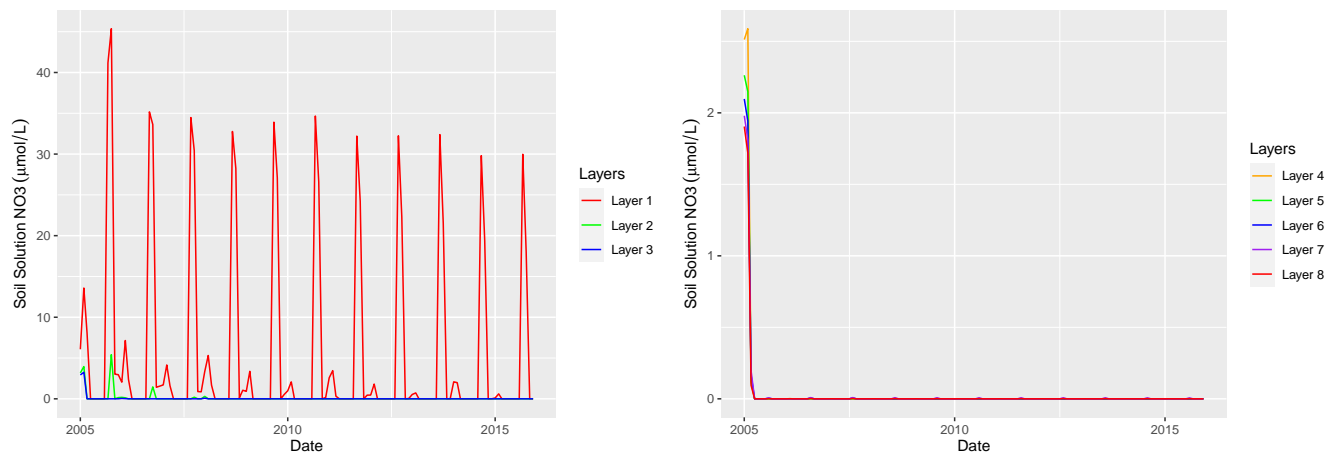 Soil Solution NO3 (μmol/L)
40
30
20
10
0
2005
2010
2015
Date
Layers
Layer 1
Layer 2
Layer 3
Soil Solution NO3 (μmol/L)
2
1
0
2005
2010
2015
Date
Layers
Layer 4
Layer 5
Layer 6
Layer 7
Layer 8